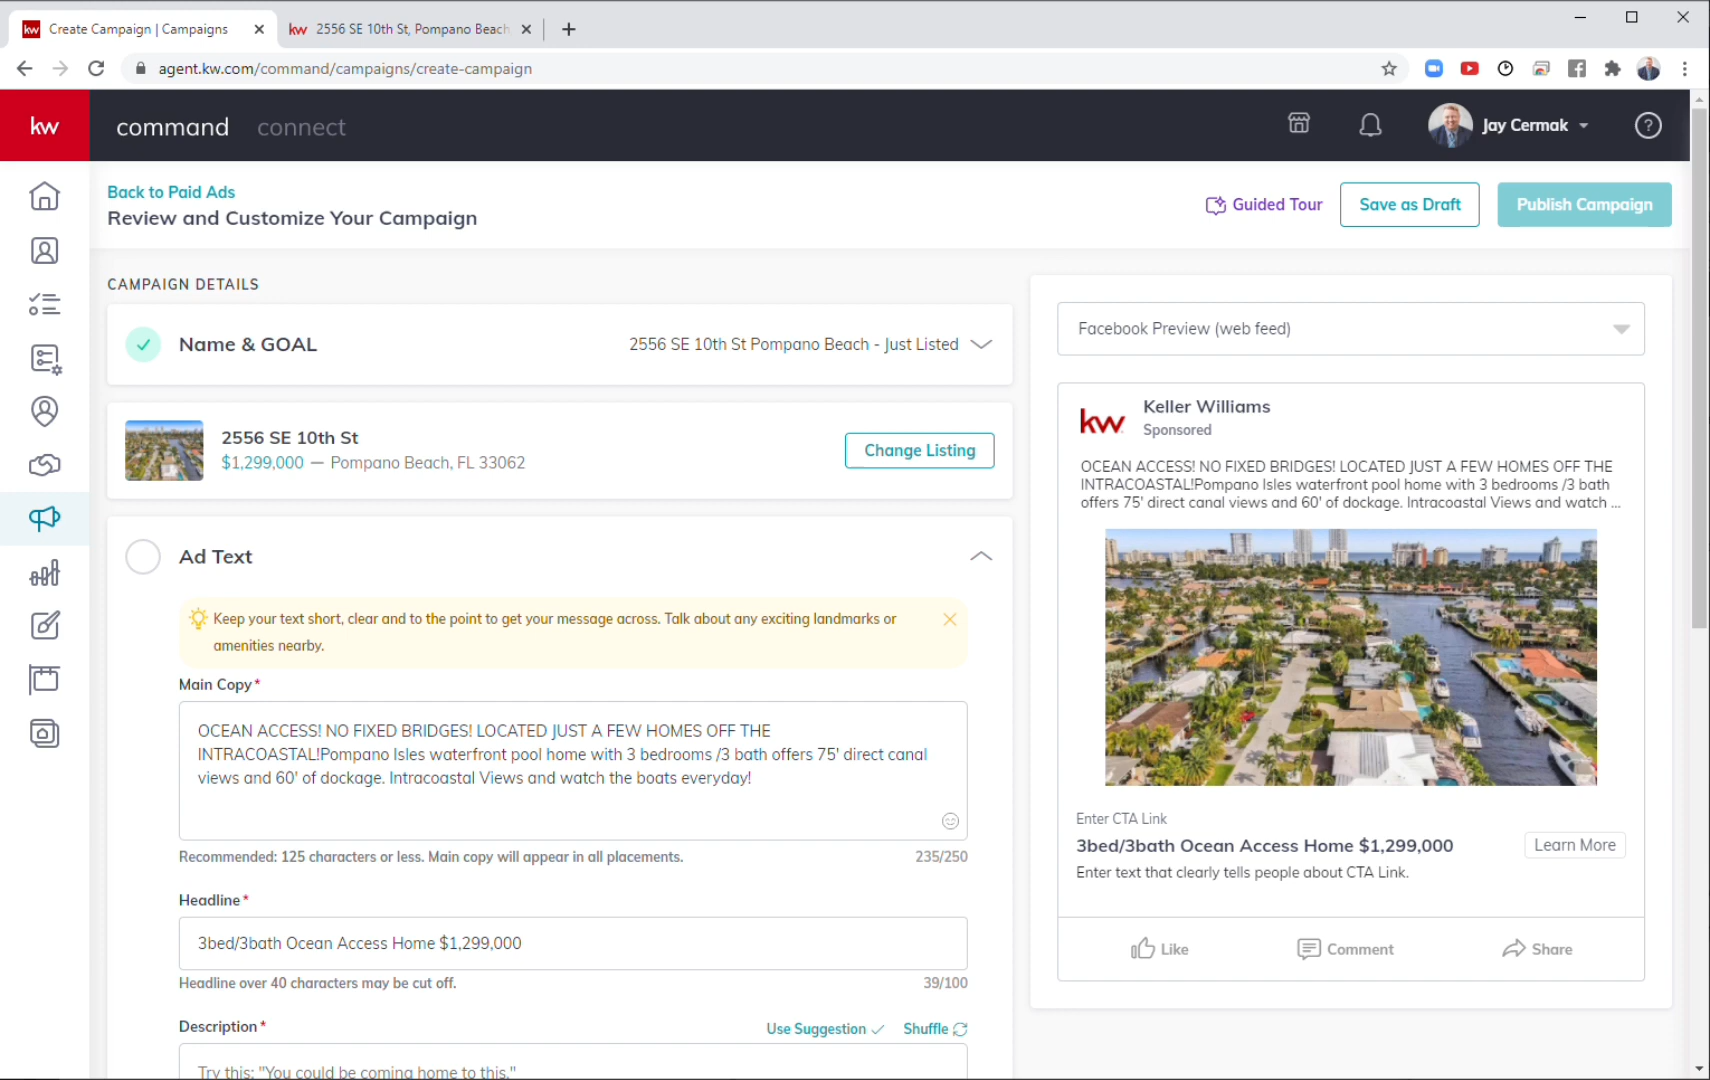 Create Campaign | Campaigns
kw 2556 SE 10th St, Pompano Beach
agent.kw.com/command/campaigns/create-campaign
kw command connect Jay Cermak ?
Back to Paid Ads
Review and Customize Your Campaign
Guided Tour
Save as Draft
Publish Campaign
CAMPAIGN DETAILS
Name & GOAL
2556 SE 10th St Pompano Beach - Just Listed
2556 SE 10th St
$1,299,000 — Pompano Beach, FL 33062
Change Listing
Ad Text
Keep your text short, clear and to the point to get your message across. Talk about any exciting landmarks or
amenities nearby.
Main Copy*
OCEAN ACCESS! NO FIXED BRIDGES! LOCATED JUST A FEW HOMES OFF THE
INTRACOASTAL!Pompano Isles waterfront pool home with 3 bedrooms /3 bath offers 75' direct canal
views and 60' of dockage. Intracoastal Views and watch the boats everyday!
Recommended: 125 characters or less. Main copy will appear in all placements.
235/250
Headline*
3bed/3bath Ocean Access Home $1,299,000
Headline over 40 characters may be cut off.
39/100
Description*
Use Suggestion
Shuffle
Try this: "You could be coming home to this."
Facebook Preview (web feed)
kw
Keller Williams
Sponsored
OCEAN ACCESS! NO FIXED BRIDGES! LOCATED JUST A FEW HOMES OFF THE
INTRACOASTAL!Pompano Isles waterfront pool home with 3 bedrooms /3 bath
offers 75' direct canal views and 60' of dockage. Intracoastal Views and watch ...
Enter CTA Link
3bed/3bath Ocean Access Home $1,299,000
Learn More
Enter text that clearly tells people about CTA Link.
Like
Comment
Share